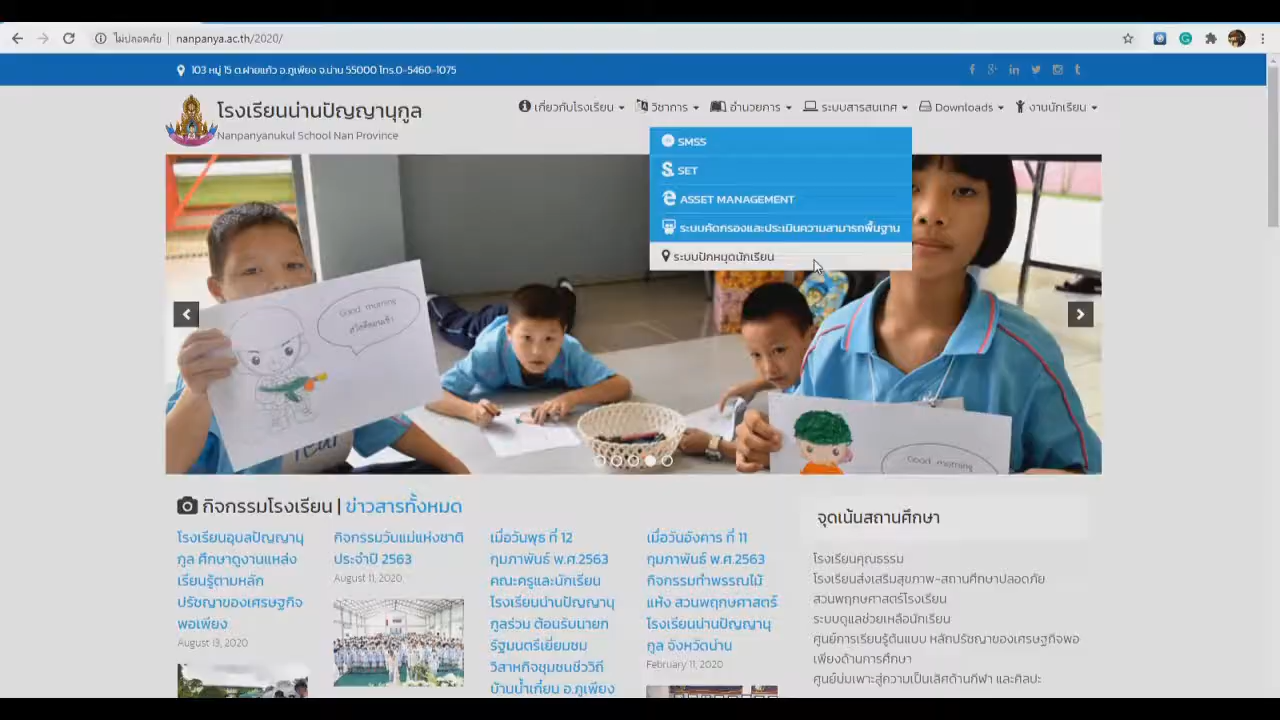 ไม่ปลอดภัย | nanpanya.ac.th/2020/
103 หมู่ 15 ต.ฝายแก้ว อ.ภูเพียง จ.น่าน 55000 โทร.0-5460-1075
โรงเรียนน่านปัญญานุกูล
Nanpanyanukul School Nan Province
เกี่ยวกับโรงเรียน วิชาการ อำนวยการ ระบบสารสนเทศ Downloads งานนักเรียน
SMSS
SET
ASSET MANAGEMENT
ระบบคัดกรองและประเมินความสามารถพื้นฐาน
ระบบปักหมุดนักเรียน
Good morning
สวัสดีตอนเช้า
Good morning
กิจกรรมโรงเรียน | ข่าวสารทั้งหมด
โรงเรียนอุบลปัญญานุ
กูล ศึกษาดูงานแหล่ง
เรียนรู้ตามหลัก
ปรัชญาของเศรษฐกิจ
พอเพียง
August 13, 2020
กิจกรรมวันแม่แห่งชาติ
ประจำปี 2563
August 11, 2020
เมื่อวันพุธ ที่ 12
กุมภาพันธ์ พ.ศ.2563
คณะครูและนักเรียน
โรงเรียนน่านปัญญานุ
กูลร่วม ต้อนรับนายก
รัฐมนตรีเยี่ยมชม
วิสาหกิจชุมชนชีววิถี
บ้านน้ำเกี๋ยน อ.ภูเพียง
เมื่อวันอังคาร ที่ 11
กุมภาพันธ์ พ.ศ.2563
กิจกรรมทำพรรณไม้
แห้ง สวนพฤกษศาสตร์
โรงเรียนน่านปัญญานุ
กูล จังหวัดน่าน
February 11, 2020
จุดเน้นสถานศึกษา
โรงเรียนคุณธรรม
โรงเรียนส่งเสริมสุขภาพ-สถานศึกษาปลอดภัย
สวนพฤกษศาสตร์โรงเรียน
ระบบดูแลช่วยเหลือนักเรียน
ศูนย์การเรียนรู้ต้นแบบ หลักปรัชญาของเศรษฐกิจพอ
เพียงด้านการศึกษา
ศูนย์บ่มเพาะสู่ความเป็นเลิศด้านกีฬา และศิลปะ